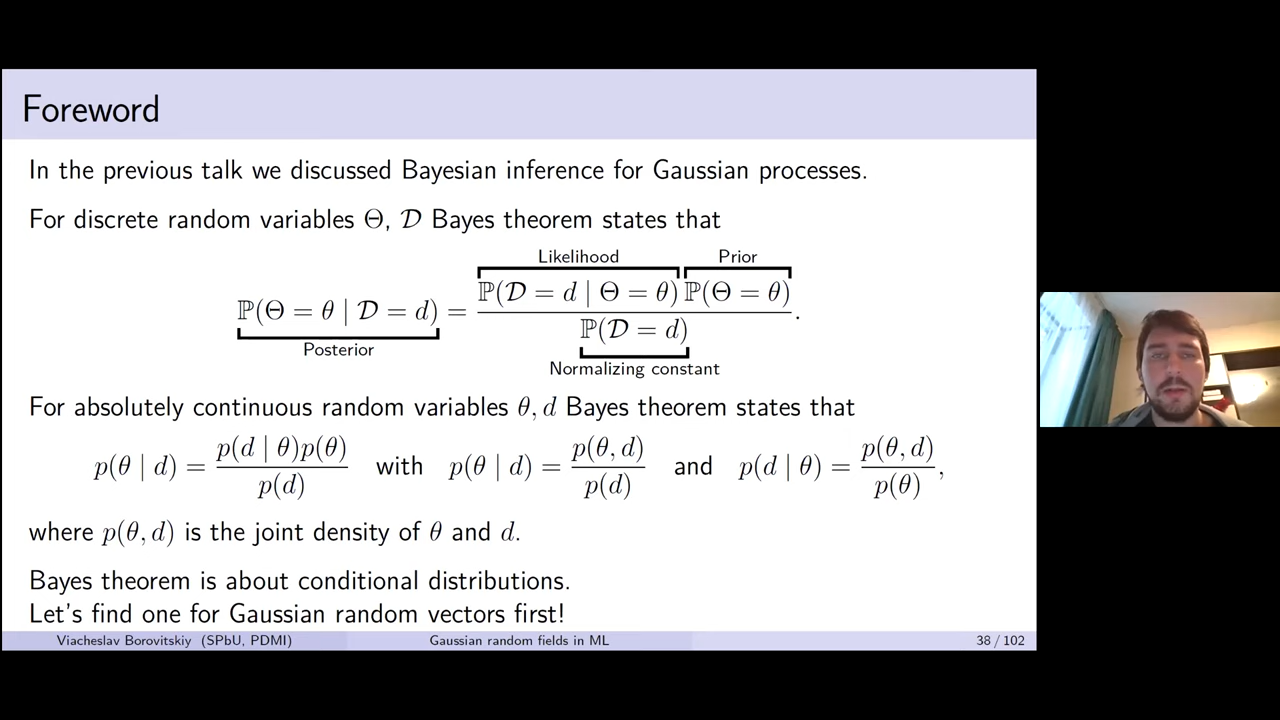 Foreword
In the previous talk we discussed Bayesian inference for Gaussian processes.
For discrete random variables Θ, 𝒟 Bayes theorem states that
Likelihood Prior
ℙ(Θ = θ | 𝒟 = d) = ℙ(𝒟 = d | Θ = θ) ℙ(Θ = θ) / ℙ(𝒟 = d) .
Posterior
Normalizing constant
For absolutely continuous random variables θ, d Bayes theorem states that
p(θ | d) = p(d | θ)p(θ) / p(d) with p(θ | d) = p(θ, d) / p(d) and p(d | θ) = p(θ, d) / p(θ) ,
where p(θ, d) is the joint density of θ and d.
Bayes theorem is about conditional distributions.
Let's find one for Gaussian random vectors first!
Viacheslav Borovitskiy (SPbU, PDMI) Gaussian random fields in ML 38 / 102